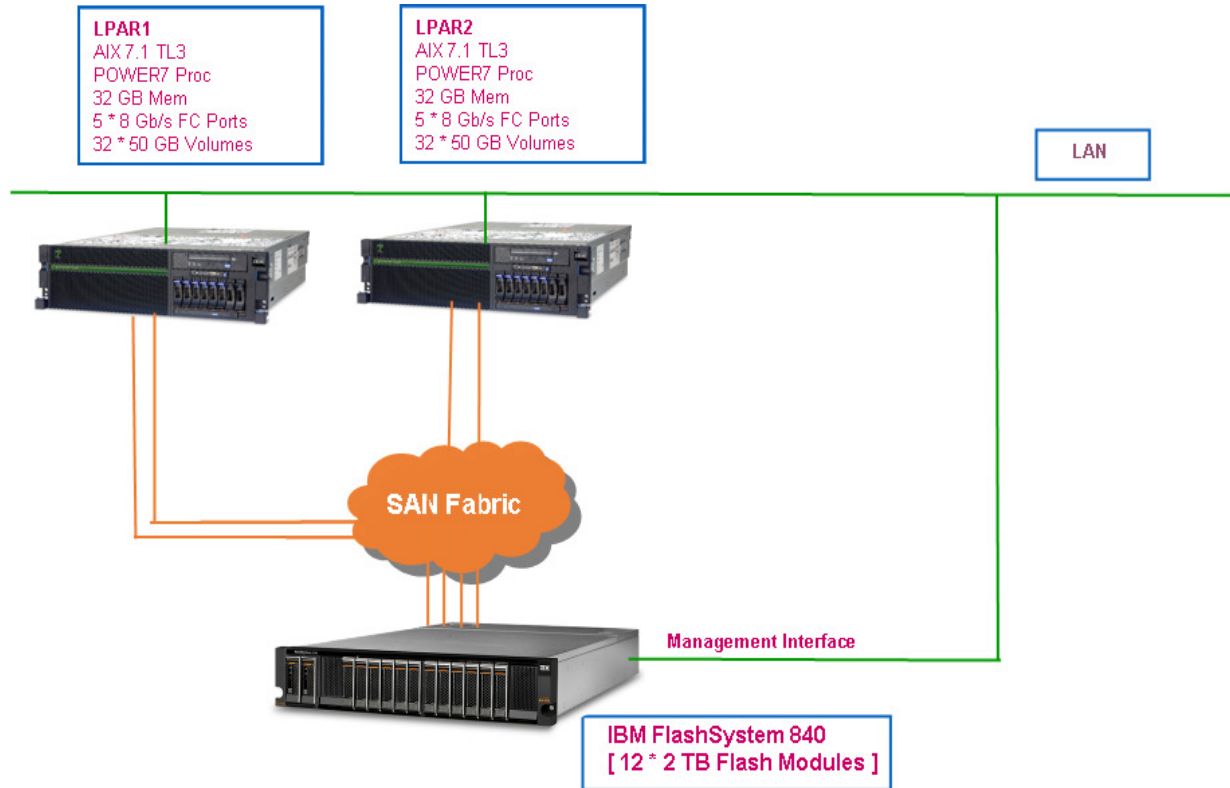 LPAR1
AIX 7.1 TL3
POWER7 Proc
32 GB Mem
5 * 8 Gb/s FC Ports
32 * 50 GB Volumes
LPAR2
AIX 7.1 TL3
POWER7 Proc
32 GB Mem
5 * 8 Gb/s FC Ports
32 * 50 GB Volumes
LAN
SAN Fabric
Management Interface
IBM FlashSystem 840
[ 12 * 2 TB Flash Modules ]